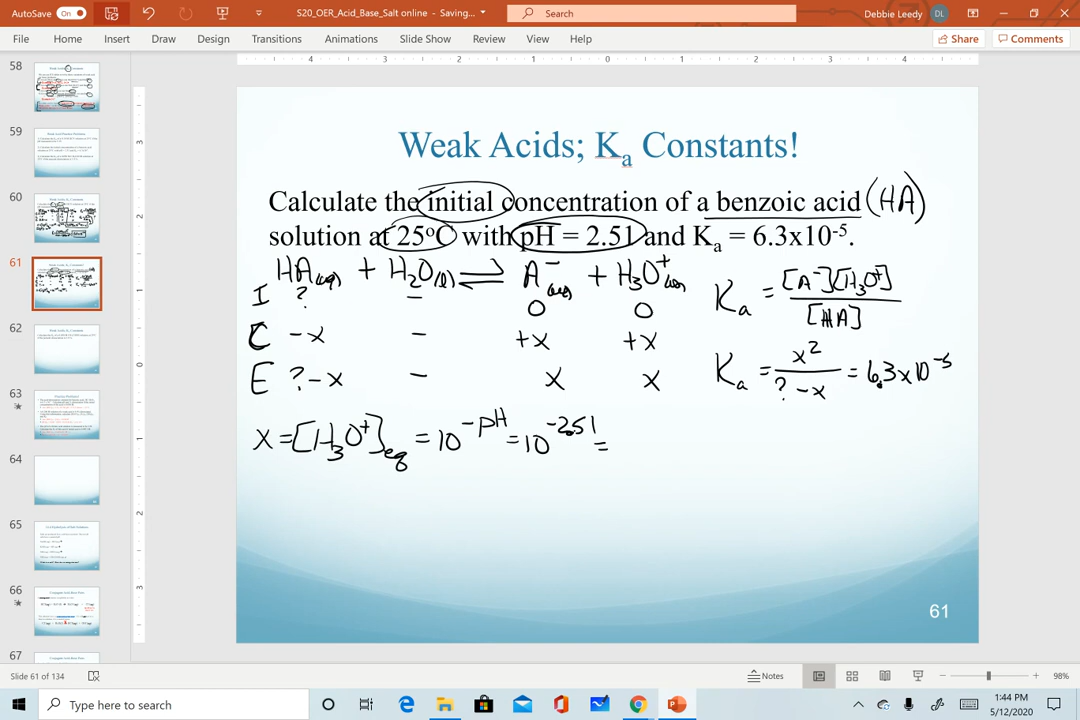 AutoSave On
S20_OER_Acid_Base_Salt online - Saving...
Search
Debbie Leedy DL
File Home Insert Draw Design Transitions Animations Slide Show Review View Help Share Comments
58
59
60
61
62
63
64
65
66
67
Weak Acids; Kₐ Constants!
Calculate the initial concentration of a benzoic acid (HA)
solution at 25°C with pH = 2.51 and Kₐ = 6.3x10⁻⁵.
HA(aq) + H₂O(l) ⇌ A⁻(aq) + H₃O⁺(aq)
I ? - 0 0
C -x - +x +x
E ?-x - x x
Kₐ = [A⁻][H₃O⁺] / [HA]
Kₐ = x² / ?-x = 6.3x10⁻⁵
X = [H₃O⁺]eq = 10^-pH = 10^-2.51 =
61
Slide 61 of 134
Notes
98%
Type here to search
1:44 PM
5/12/2020